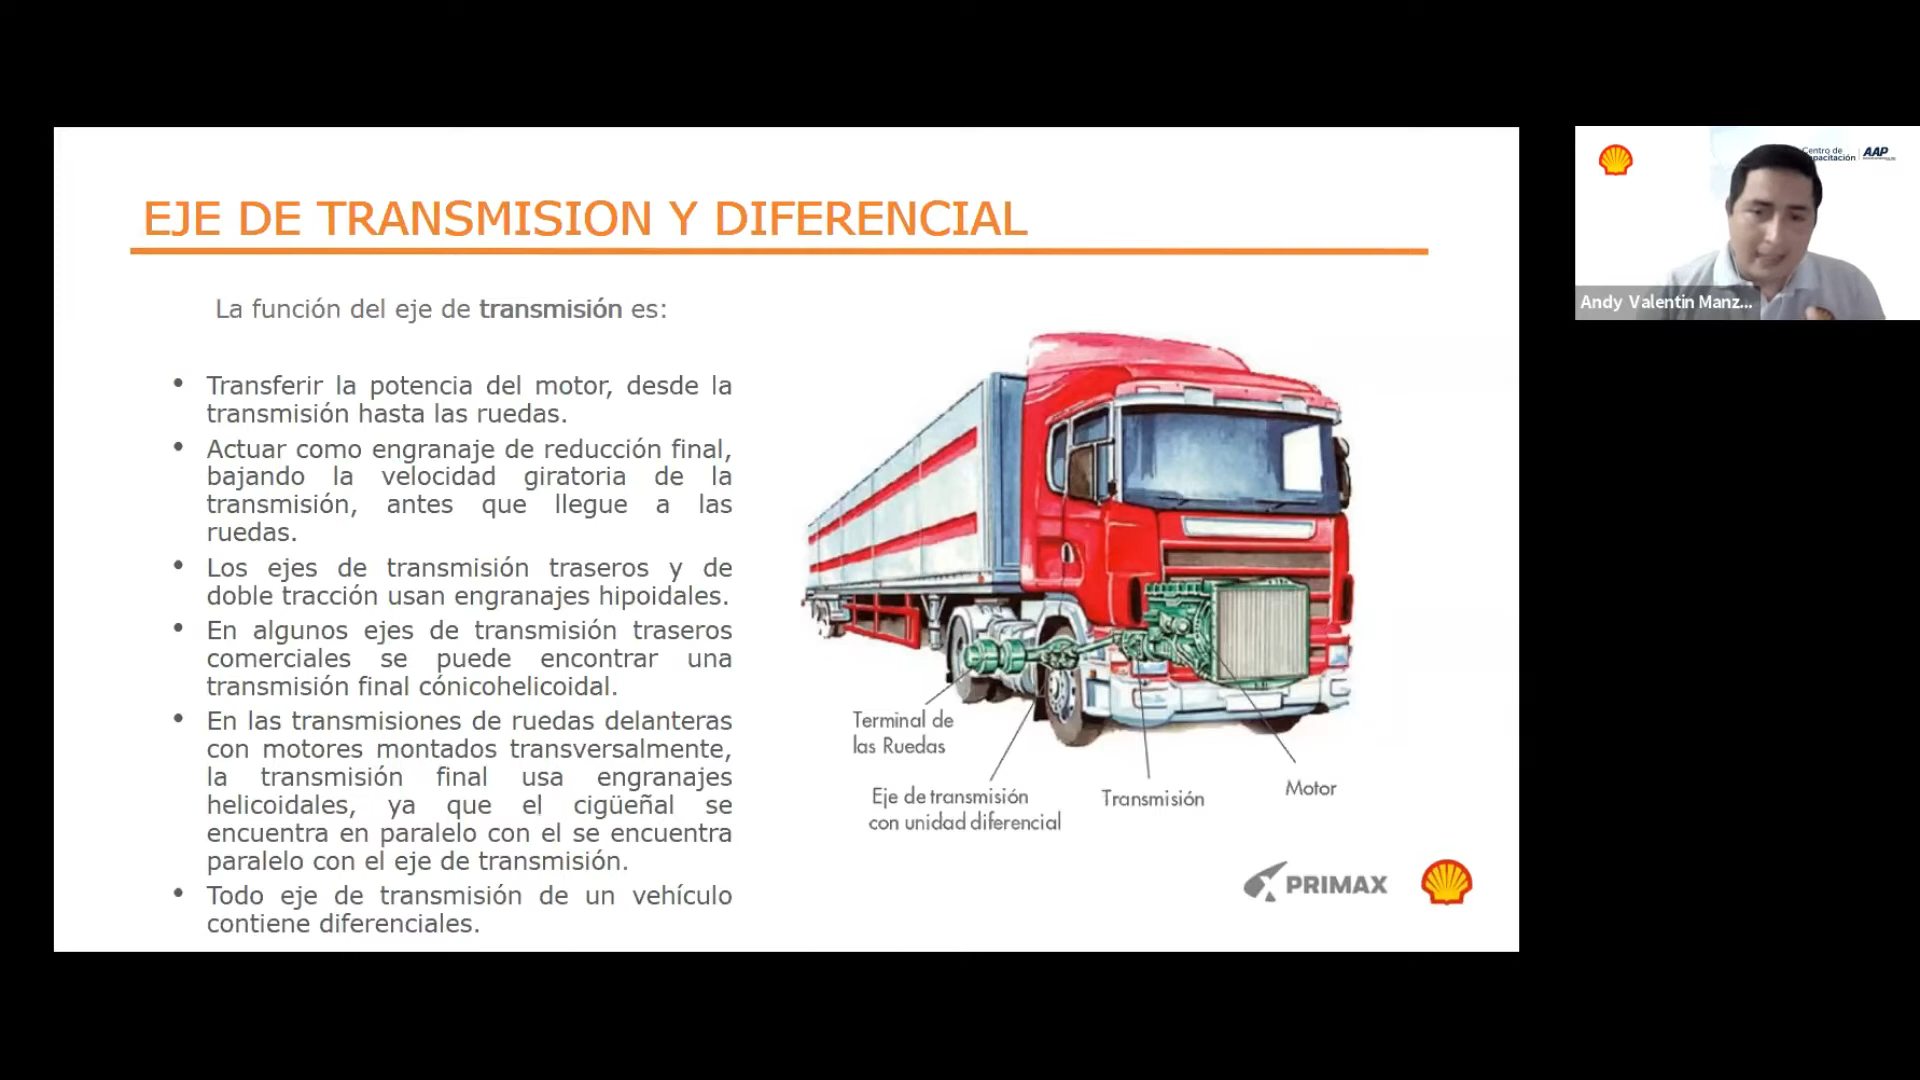 EJE DE TRANSMISION Y DIFERENCIAL
La función del eje de transmisión es:
• Transferir la potencia del motor, desde la
transmisión hasta las ruedas.
• Actuar como engranaje de reducción final,
bajando la velocidad giratoria de la
transmisión, antes que llegue a las
ruedas.
• Los ejes de transmisión traseros y de
doble tracción usan engranajes hipoidales.
• En algunos ejes de transmisión traseros
comerciales se puede encontrar una
transmisión final cónicohelicoidal.
• En las transmisiones de ruedas delanteras
con motores montados transversalmente,
la transmisión final usa engranajes
helicoidales, ya que el cigüeñal se
encuentra en paralelo con el se encuentra
paralelo con el eje de transmisión.
• Todo eje de transmisión de un vehículo
contiene diferenciales.
Terminal de
las Ruedas
Eje de transmisión
con unidad diferencial
Transmisión
Motor
PRIMAX
Centro de
pacitación
AAP
Andy Valentin Manz...